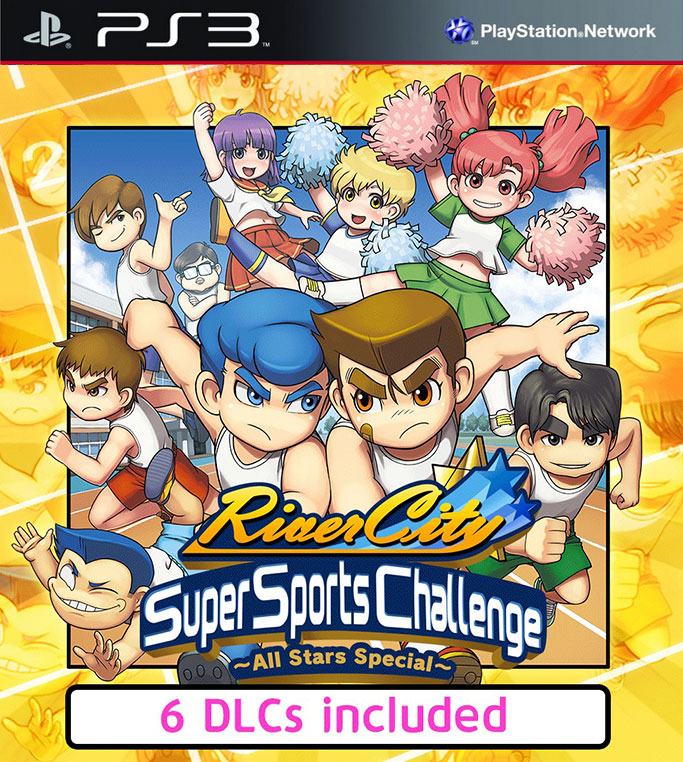 PS3
PlayStation®Network
River City
Super Sports Challenge
~All Stars Special~
6 DLCs included